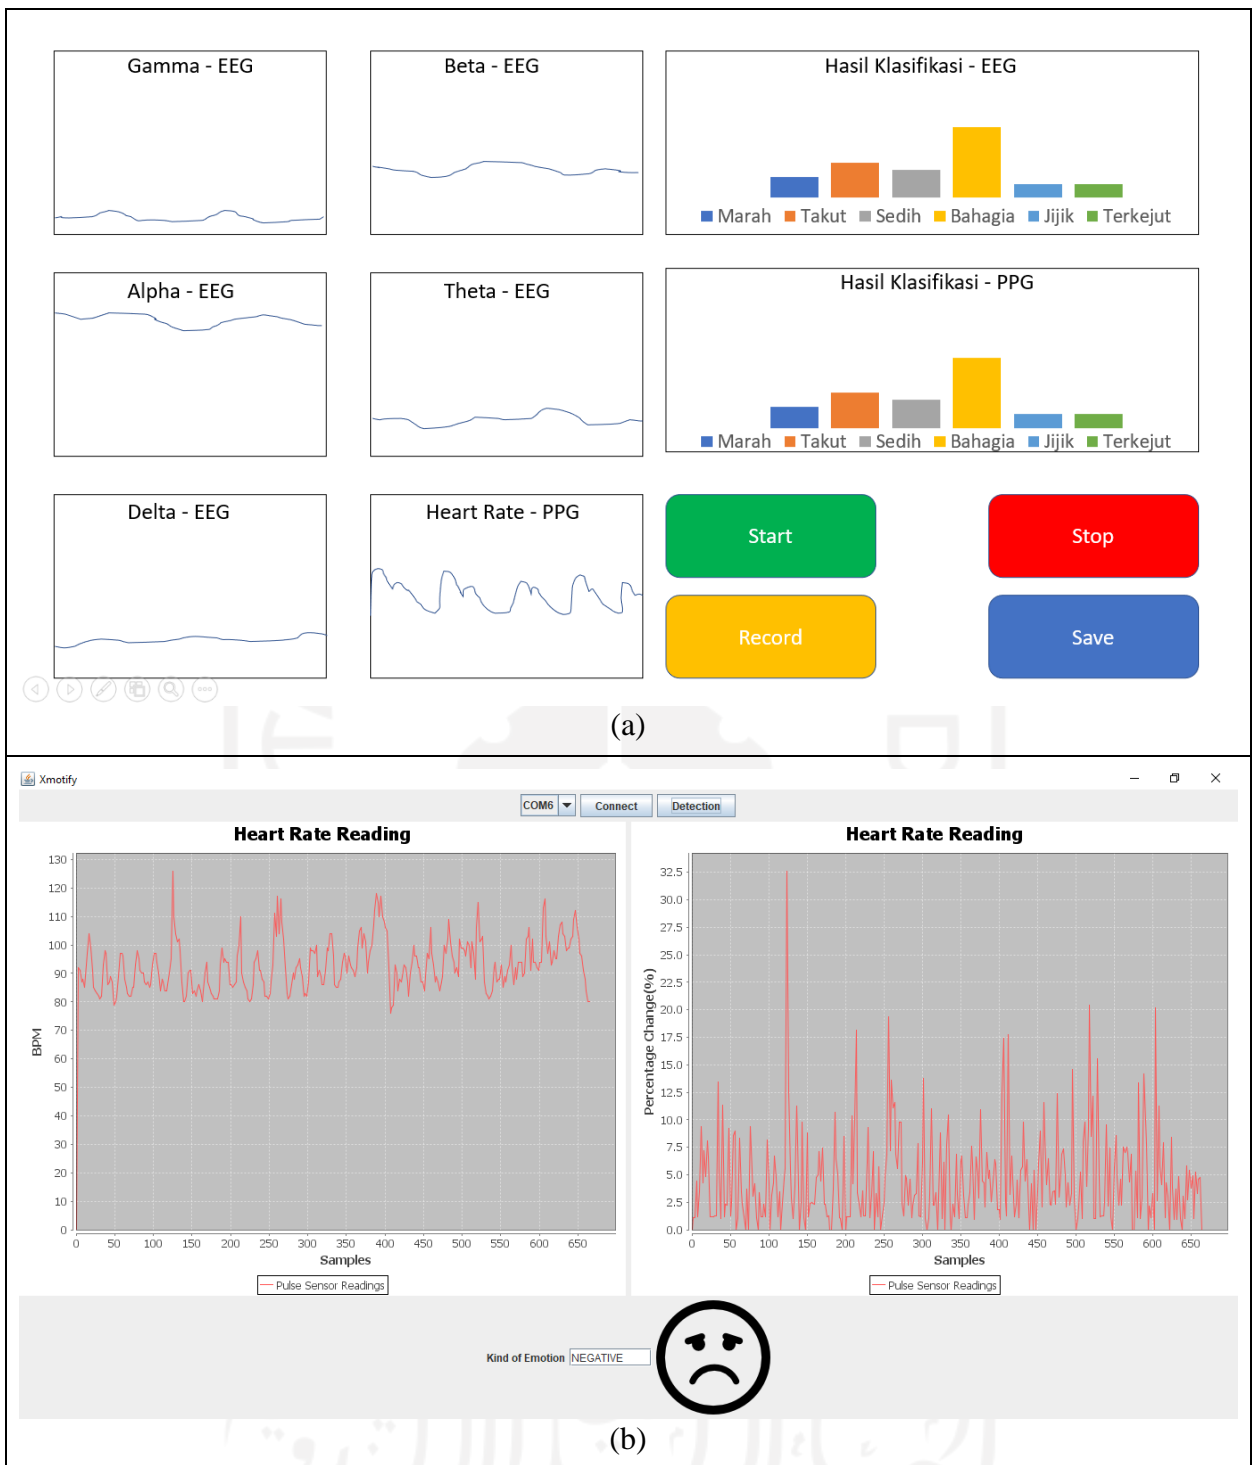 Gamma - EEG
Beta - EEG
Hasil Klasifikasi - EEG
Marah Takut Sedih Bahagia Jijik Terkejut
Alpha - EEG
Theta - EEG
Hasil Klasifikasi - PPG
Marah Takut Sedih Bahagia Jijik Terkejut
Delta - EEG
Heart Rate - PPG
Start
Stop
Record
Save
(a)
Xmotify
COM6 Connect Detection
Heart Rate Reading
130
120
110
100
90
80
70
60
50
40
30
20
10
0
BPM
0 50 100 150 200 250 300 350 400 450 500 550 600 650
Samples
Pulse Sensor Readings
Heart Rate Reading
32.5
30.0
27.5
25.0
22.5
20.0
17.5
15.0
12.5
10.0
7.5
5.0
2.5
0.0
Percentage Change(%)
0 50 100 150 200 250 300 350 400 450 500 550 600 650
Samples
Pulse Sensor Readings
Kind of Emotion NEGATIVE
(b)